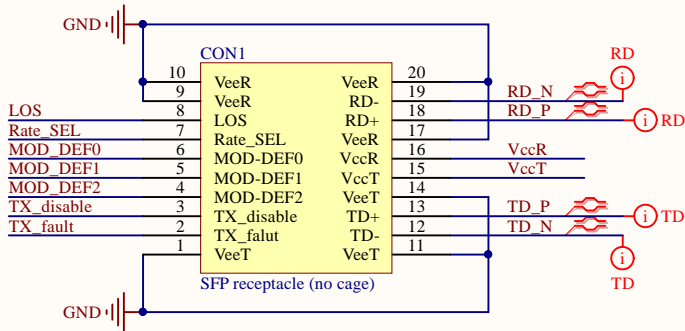 GND
CON1
RD
10 VeeR VeeR 20
9 VeeR RD- 19 RD_N i
LOS 8 LOS RD+ 18 RD_P i RD
Rate_SEL 7 Rate_SEL VeeR 17
MOD_DEF0 6 MOD-DEF0 VccR 16 VccR
MOD_DEF1 5 MOD-DEF1 VccT 15 VccT
MOD_DEF2 4 MOD-DEF2 VeeT 14
TX_disable 3 TX_disable TD+ 13 TD_P i TD
TX_fault 2 TX_falut TD- 12 TD_N i
1 VeeT VeeT 11
TD
SFP receptacle (no cage)
GND